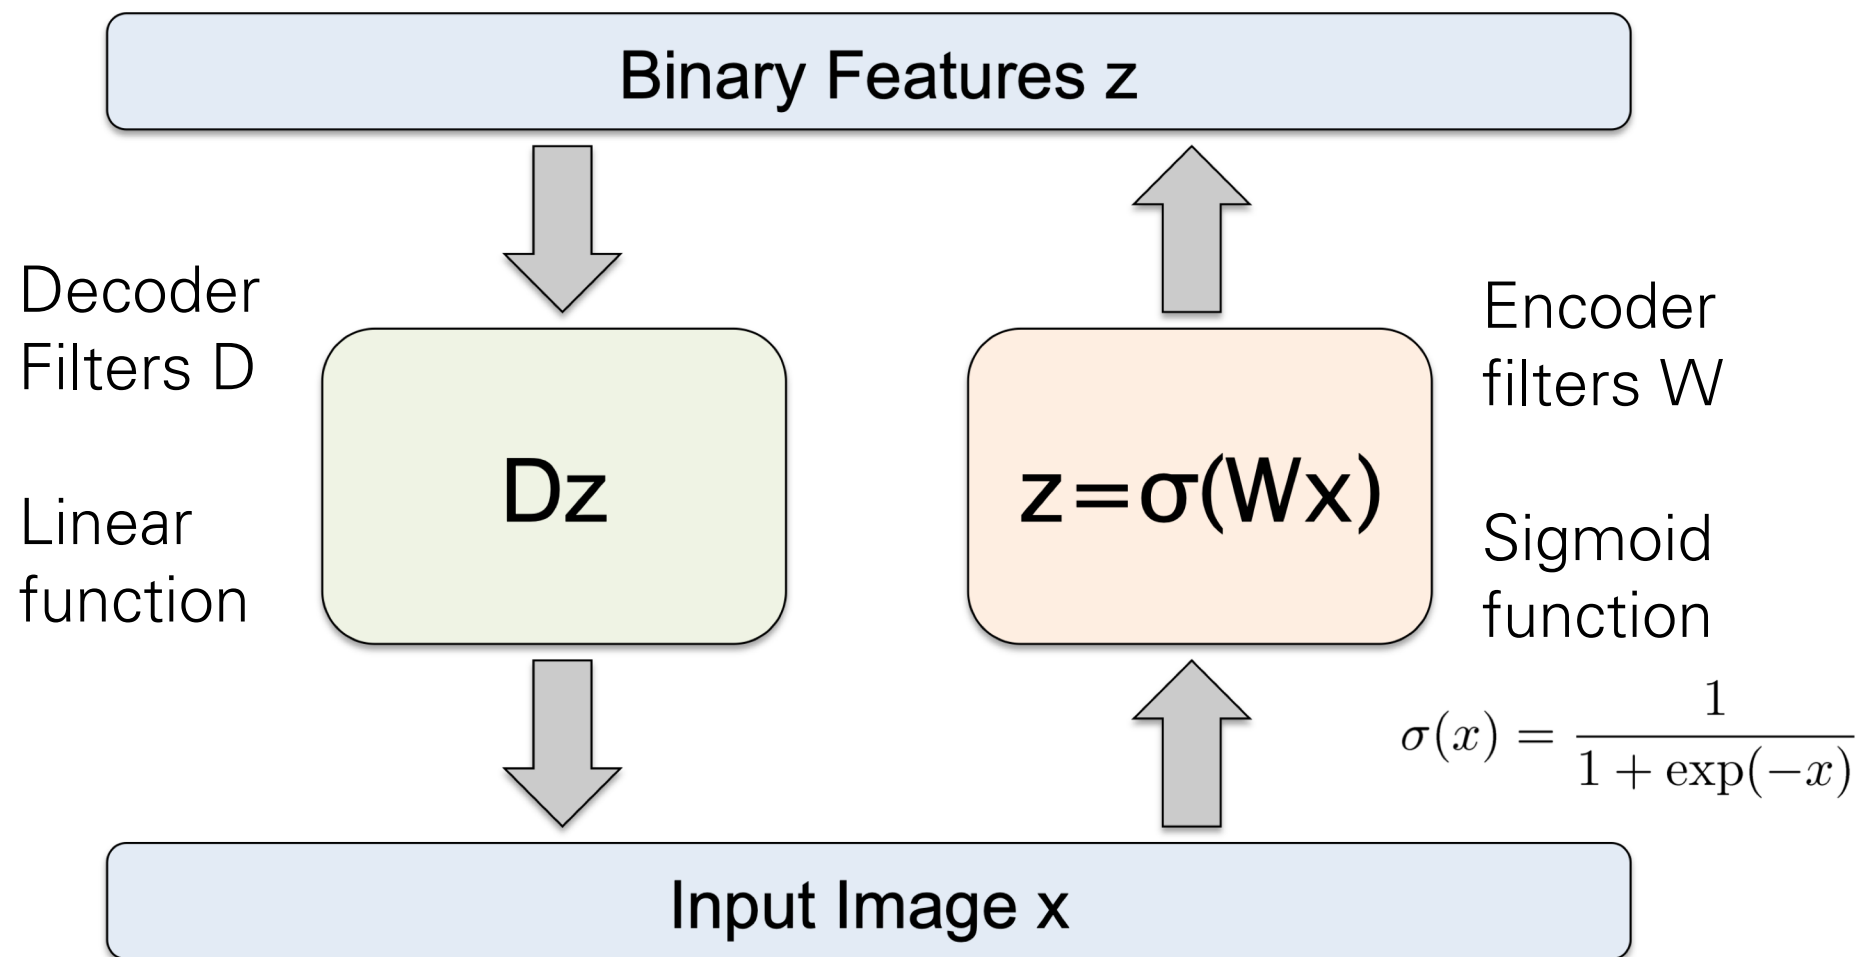 Binary Features z
Decoder
Filters D
Linear
function
Dz
z=σ(Wx)
Encoder
filters W
Sigmoid
function
σ(x) = 1 / (1 + exp(−x))
Input Image x